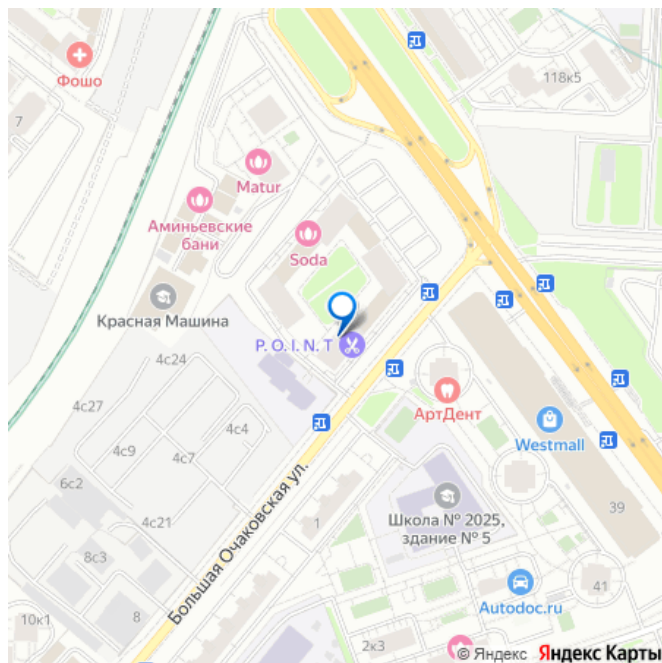 118к5
Фошо
7
Matur
Аминьевские
бани
Soda
Красная Машина
P. O. I. N. T
4с24
АртДент
4с27
4с4
Westmall
4с9
4с7
6с2
39
Школа № 2025,
здание № 5
4с21
1
8с3
Большая Очаковская ул.
41
Autodoc.ru
10к1
8
2к3
© Яндекс Яндекс Карты